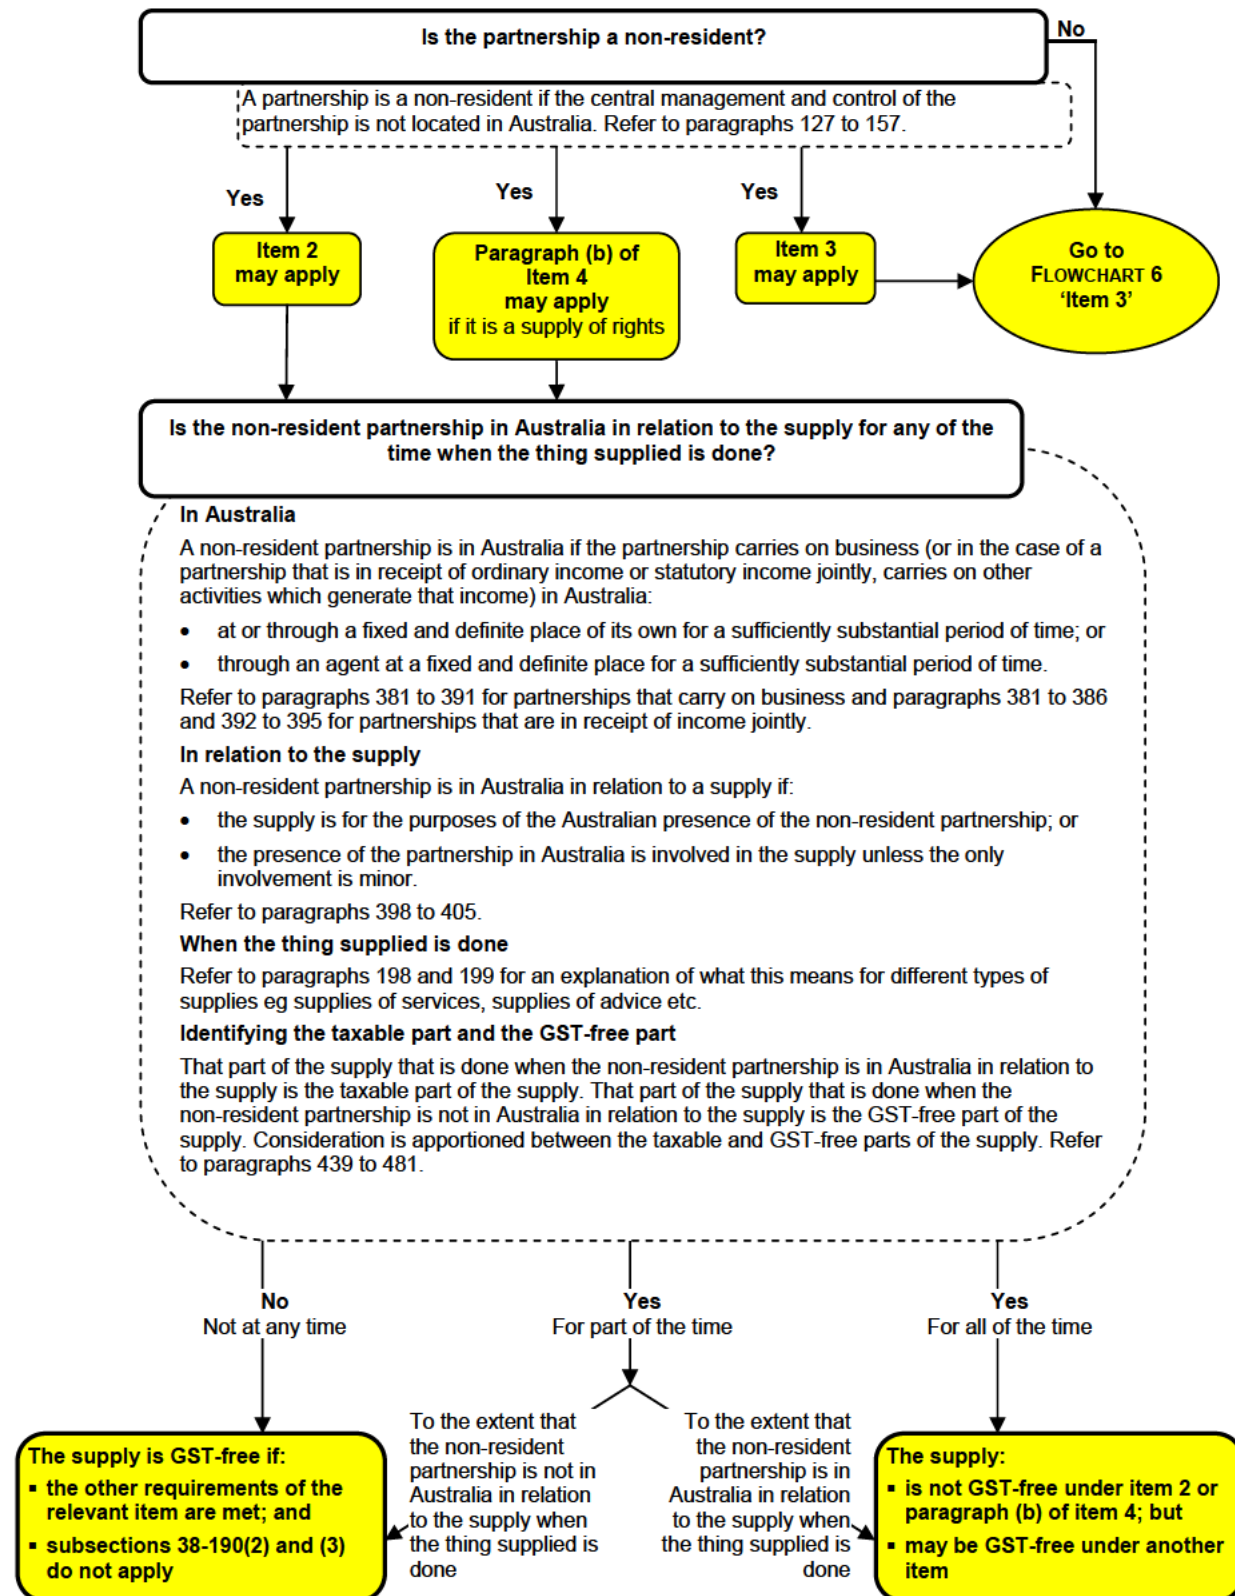 Is the partnership a non-resident?
No
A partnership is a non-resident if the central management and control of the
partnership is not located in Australia. Refer to paragraphs 127 to 157.
Yes
Yes
Yes
Item 2
may apply
Paragraph (b) of
Item 4
may apply
if it is a supply of rights
Item 3
may apply
Go to
FLOWCHART 6
‘Item 3’
Is the non-resident partnership in Australia in relation to the supply for any of the
time when the thing supplied is done?
In Australia
A non-resident partnership is in Australia if the partnership carries on business (or in the case of a
partnership that is in receipt of ordinary income or statutory income jointly, carries on other
activities which generate that income) in Australia:
• at or through a fixed and definite place of its own for a sufficiently substantial period of time; or
• through an agent at a fixed and definite place for a sufficiently substantial period of time.
Refer to paragraphs 381 to 391 for partnerships that carry on business and paragraphs 381 to 386
and 392 to 395 for partnerships that are in receipt of income jointly.
In relation to the supply
A non-resident partnership is in Australia in relation to a supply if:
• the supply is for the purposes of the Australian presence of the non-resident partnership; or
• the presence of the partnership in Australia is involved in the supply unless the only
involvement is minor.
Refer to paragraphs 398 to 405.
When the thing supplied is done
Refer to paragraphs 198 and 199 for an explanation of what this means for different types of
supplies eg supplies of services, supplies of advice etc.
Identifying the taxable part and the GST-free part
That part of the supply that is done when the non-resident partnership is in Australia in relation to
the supply is the taxable part of the supply. That part of the supply that is done when the
non-resident partnership is not in Australia in relation to the supply is the GST-free part of the
supply. Consideration is apportioned between the taxable and GST-free parts of the supply. Refer
to paragraphs 439 to 481.
No
Not at any time
Yes
For part of the time
Yes
For all of the time
The supply is GST-free if:
▪ the other requirements of the
relevant item are met; and
▪ subsections 38-190(2) and (3)
do not apply
To the extent that
the non-resident
partnership is not in
Australia in relation
to the supply when
the thing supplied is
done
To the extent that
the non-resident
partnership is in
Australia in relation
to the supply when
the thing supplied is
done
The supply:
▪ is not GST-free under item 2 or
paragraph (b) of item 4; but
▪ may be GST-free under another
item